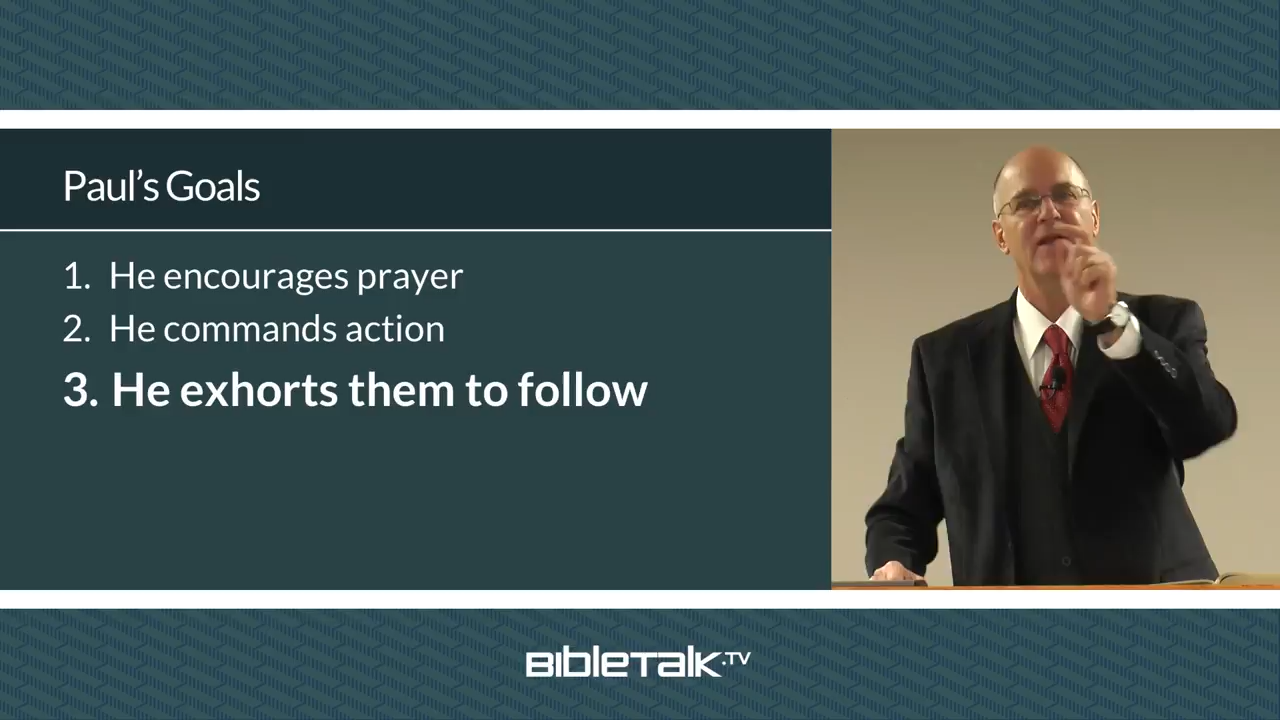 Paul's Goals
1. He encourages prayer
2. He commands action
3. He exhorts them to follow
BibleTalk.TV